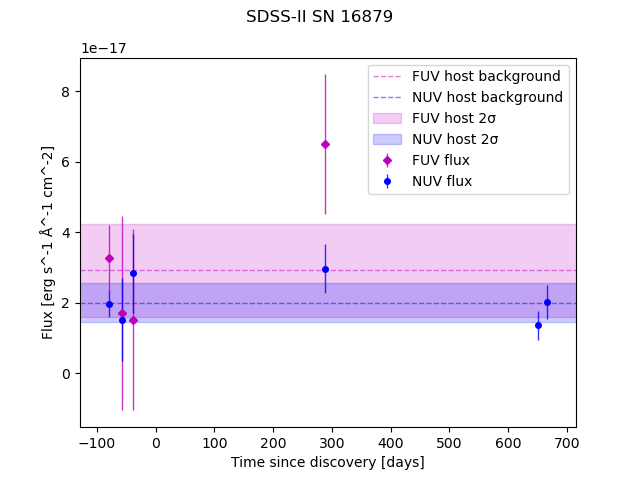 SDSS-II SN 16879
1e−17
FUV host background
NUV host background
FUV host 2σ
NUV host 2σ
FUV flux
NUV flux
8
6
4
2
0
Flux [erg s^-1 Å^-1 cm^-2]
−100 0 100 200 300 400 500 600 700
Time since discovery [days]